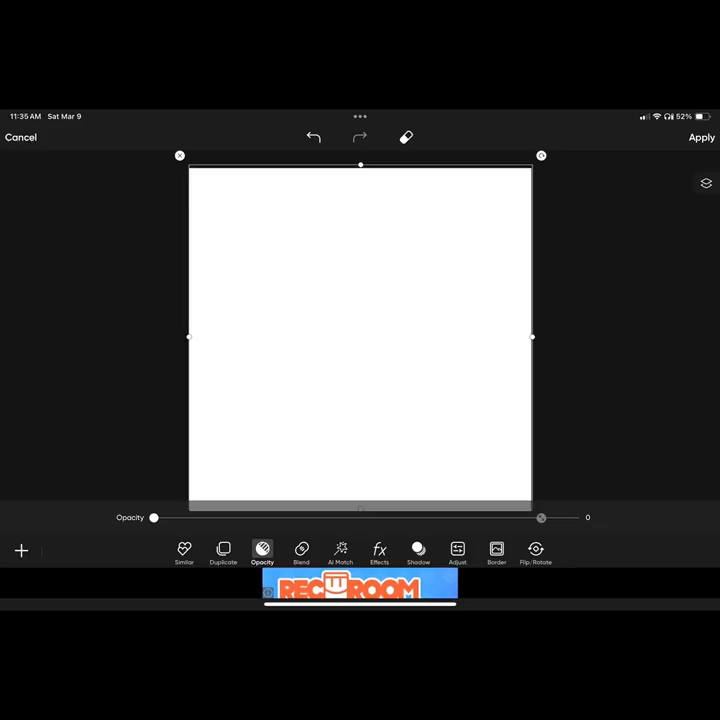 11:35 AM Sat Mar 9
52%
Cancel
Apply
Opacity
0
Similar
Duplicate
Opacity
Blend
AI Match
Effects
Shadow
Adjust
Border
Flip/Rotate
REC ROOM